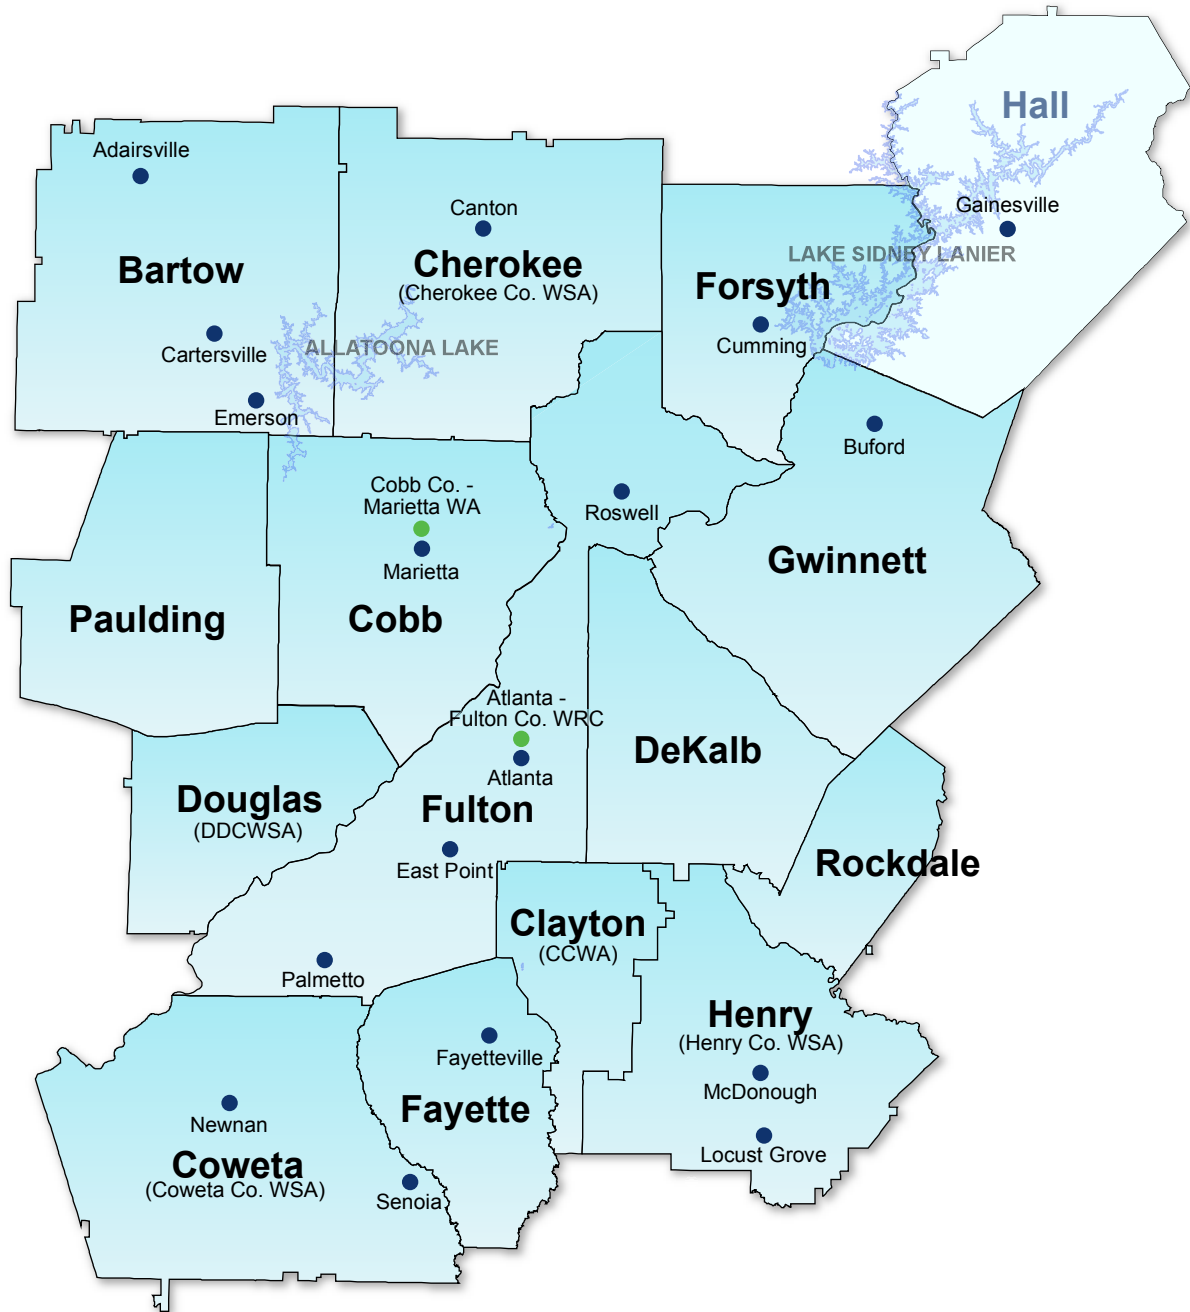 Hall
Adairsville
Canton
Gainesville
Cherokee
(Cherokee Co. WSA)
LAKE SIDNEY LANIER
Bartow
Forsyth
Cartersville
ALLATOONA LAKE
Cumming
Emerson
Buford
Cobb Co. -
Marietta WA
Roswell
Marietta
Gwinnett
Paulding
Cobb
Atlanta -
Fulton Co. WRC
DeKalb
Atlanta
Douglas
(DDCWSA)
Fulton
East Point
Rockdale
Clayton
(CCWA)
Palmetto
Henry
(Henry Co. WSA)
Fayetteville
McDonough
Fayette
Newnan
Locust Grove
Coweta
(Coweta Co. WSA)
Senoia